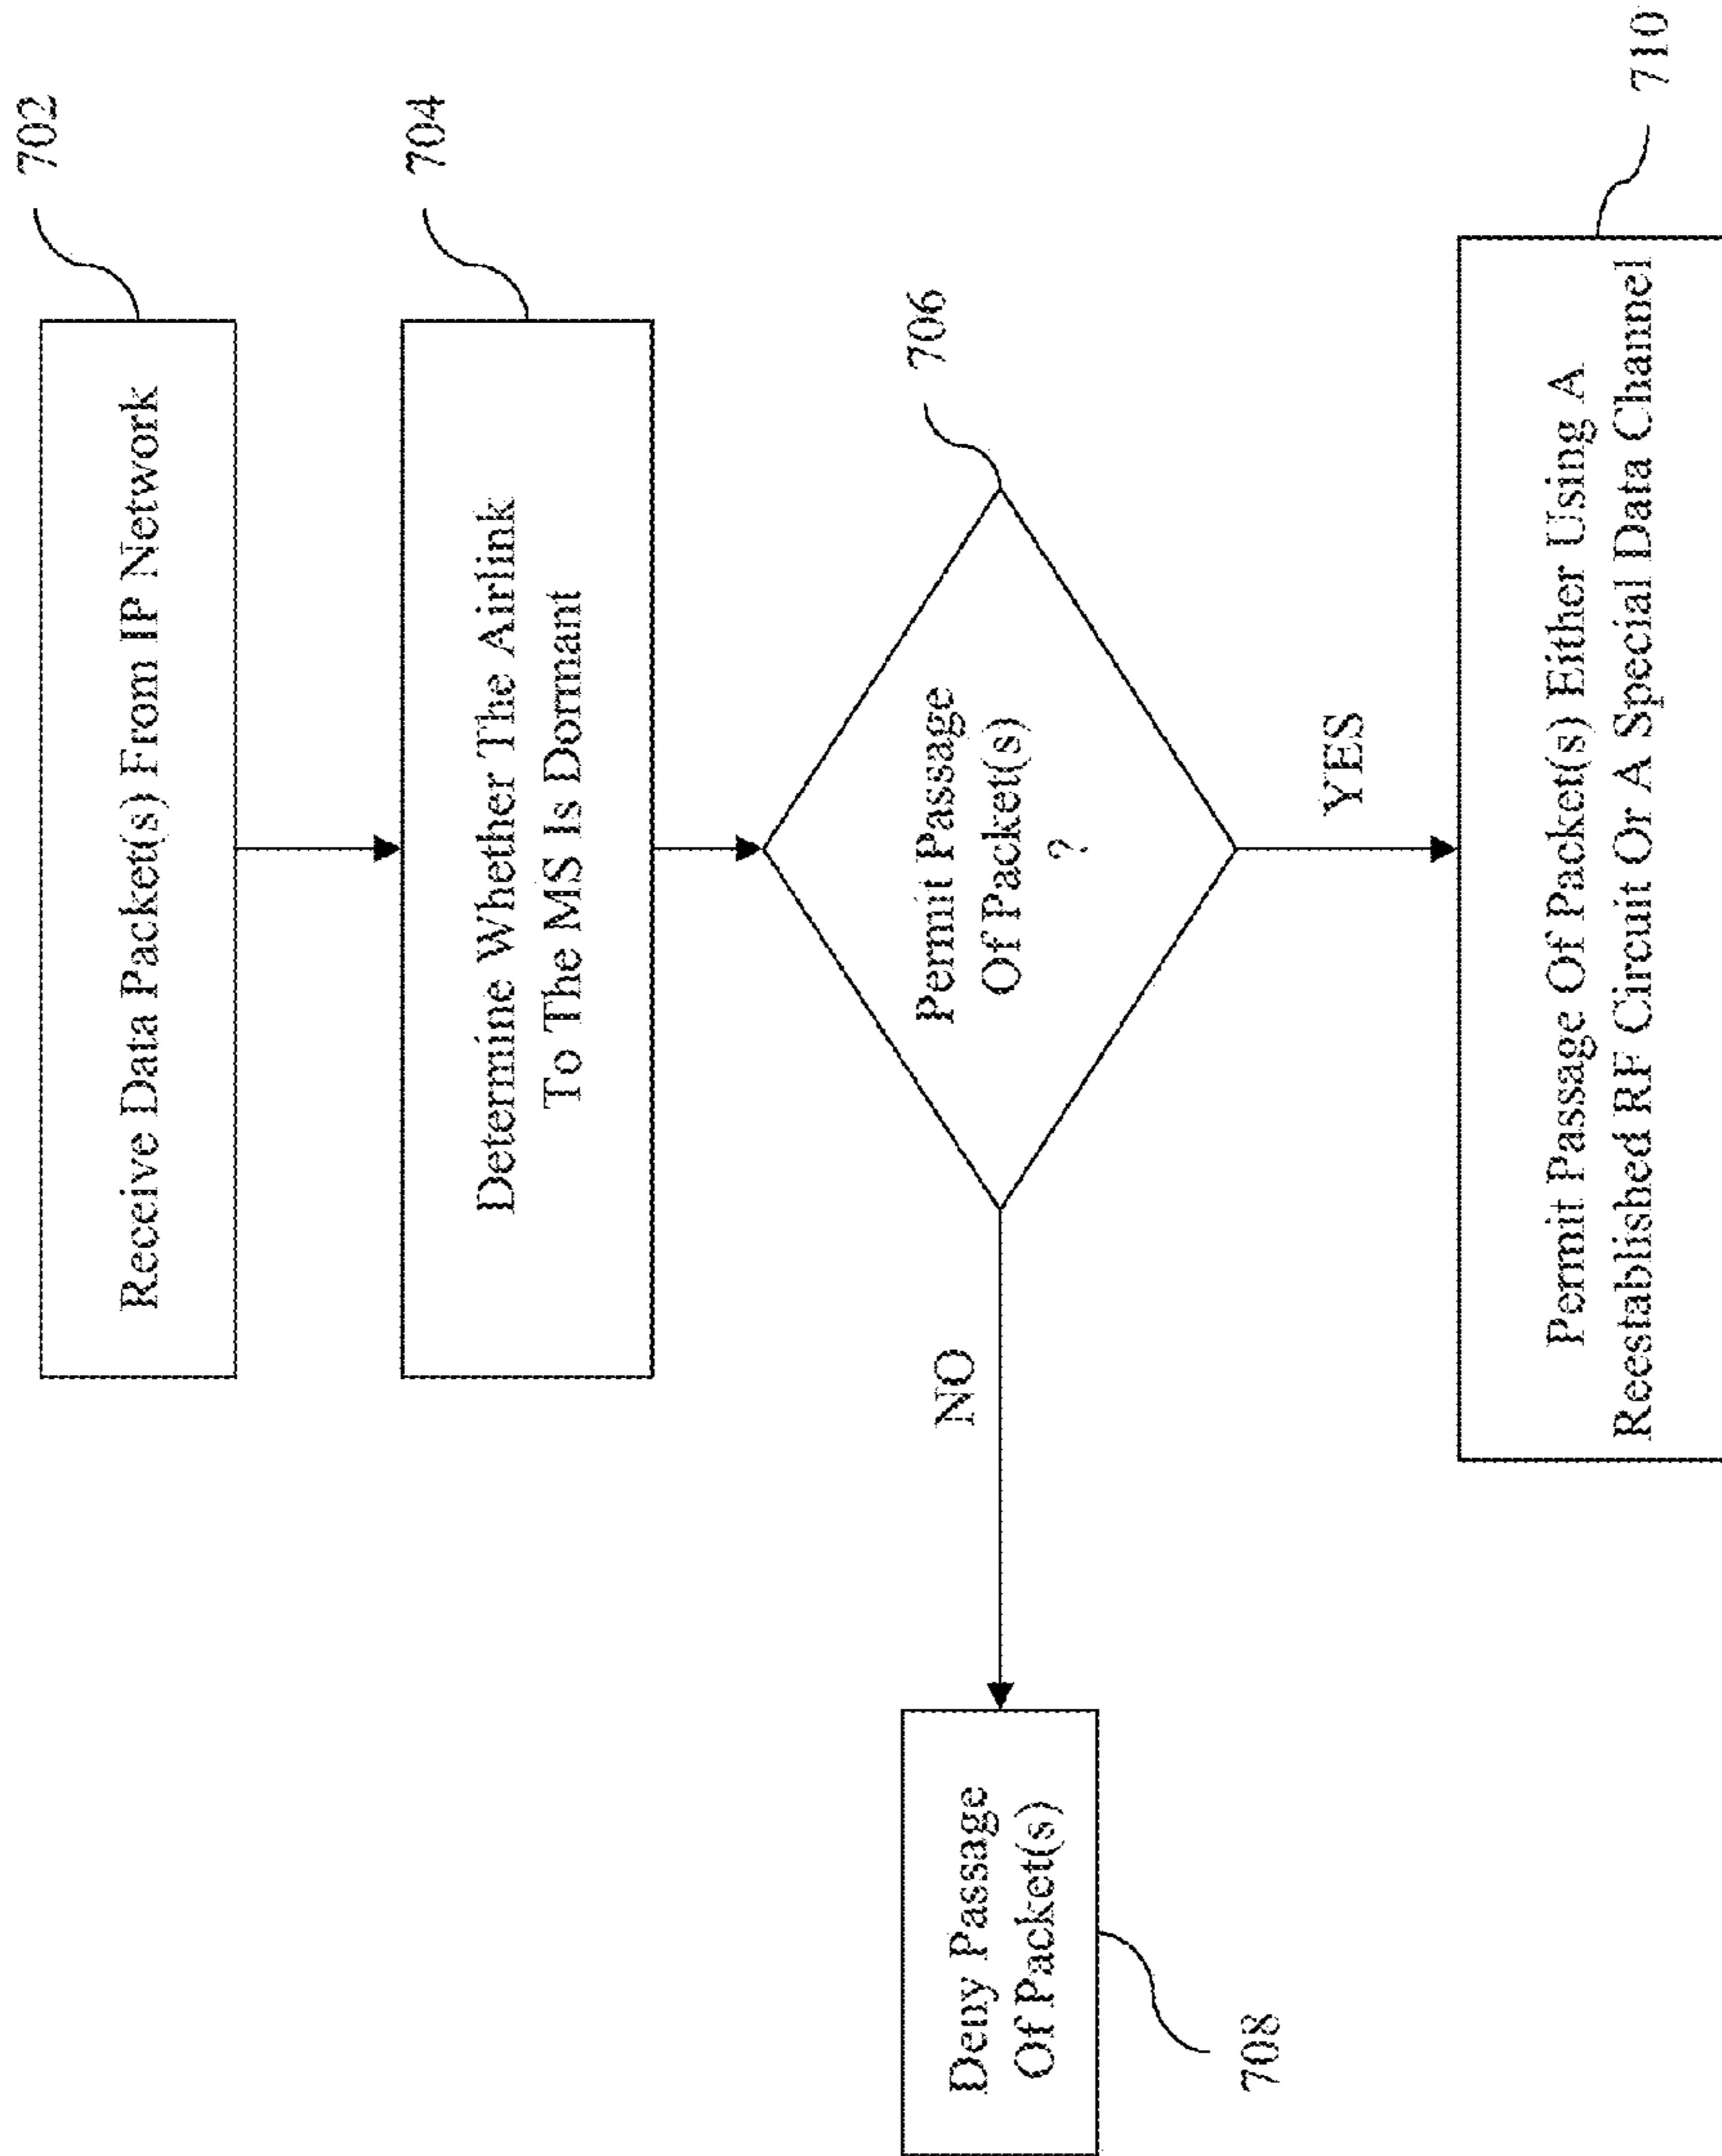 702
Receive Data Packet(s) From IP Network
704
Determine Whether The Airlink
To The MS Is Dormant
706
Permit Passage
Of Packet(s)
?
NO
Deny Passage
Of Packet(s)
708
YES
710
Permit Passage Of Packet(s) Either Using A
Reestablished RF Circuit Or A Special Data Channel